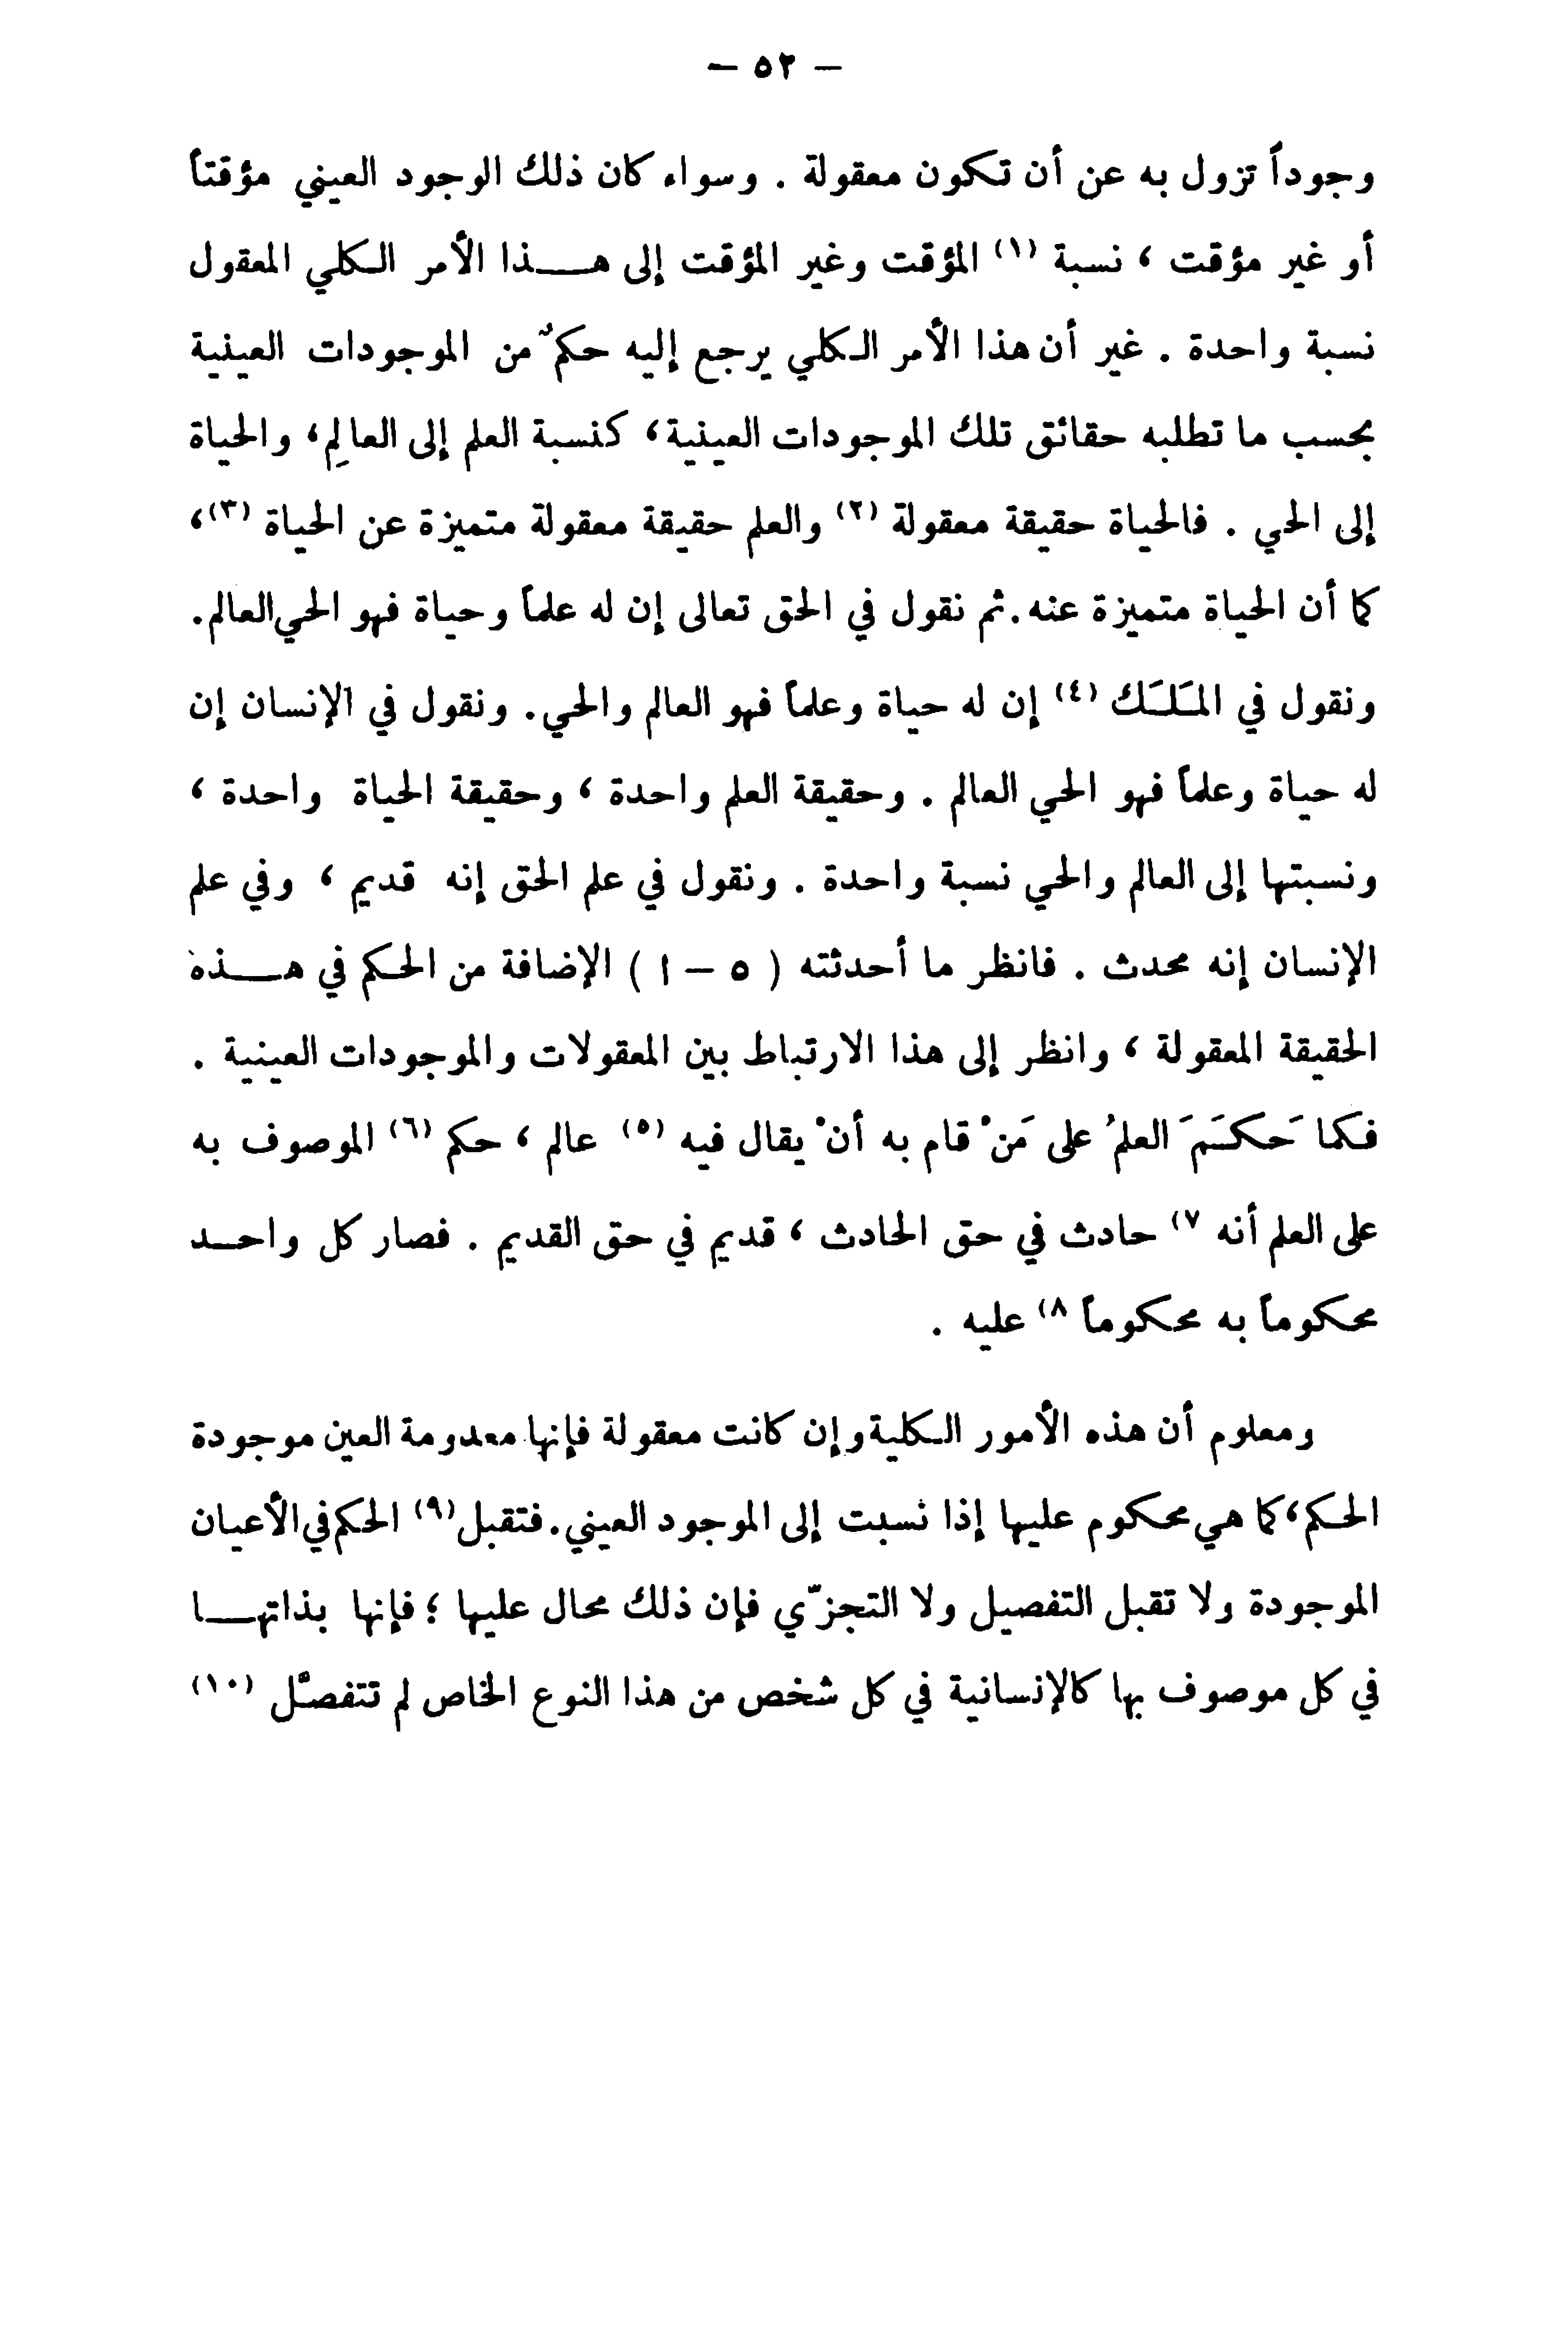 — ٥٢ —
وجوداً تزول به عن أن تكون معقولة . وسواء كان ذلك الوجود العيني مؤقتاً
أو غير مؤقت ، نسبة (١) المؤقت وغير المؤقت إلى هـــذا الأمر الكلي المعقول
نسبة واحدة . غير أن هذا الأمر الكلي يرجع إليه حكمٌ من الموجودات العينية
بحسب ما تطلبه حقائق تلك الموجودات العينية، كنسبة العلم إلى العالِم، والحياة
إلى الحي . فالحياة حقيقة معقولة (٢) والعلم حقيقة معقولة متميزة عن الحياة (٣)،
كما أن الحياة متميزة عنه. ثم نقول في الحق تعالى إن له علماً وحياة فهو الحي العالم.
ونقول في المَلَك (٤) إن له حياة وعلماً فهو العالم والحي. ونقول في الإنسان إن
له حياة وعلماً فهو الحي العالم . وحقيقة العلم واحدة ، وحقيقة الحياة واحدة ،
ونسبتها إلى العالم والحي نسبة واحدة . ونقول في علم الحق إنه قديم ، وفي علم
الإنسان إنه محدث . فانظر ما أحدثته ( ٥ – ا ) الإضافة من الحكم في هـــذه
الحقيقة المعقولة ، وانظر إلى هذا الارتباط بين المعقولات والموجودات العينية .
فكما حَكَمَ العلمُ على مَنْ قام به أنْ يقال فيه (٥) عالم ، حكم (٦) الموصوف به
على العلم أنه ٧) حادث في حق الحادث ، قديم في حق القديم . فصار كل واحـد
محكوماً به محكوماً ٨) عليه .
ومعلوم أن هذه الأمور الكلية وإن كانت معقولة فإنها معدومة العين موجودة
الحكم، كما هي محكوم عليها إذا نسبت إلى الموجود العيني. فتقبل (٩) الحكم في الأعيان
الموجودة ولا تقبل التفصيل ولا التجزّي فإن ذلك محال عليها ؛ فإنها بذاتهـــا
في كل موصوف بها كالإنسانية في كل شخص من هذا النوع الخاص لم تتفصَّل (١٠)